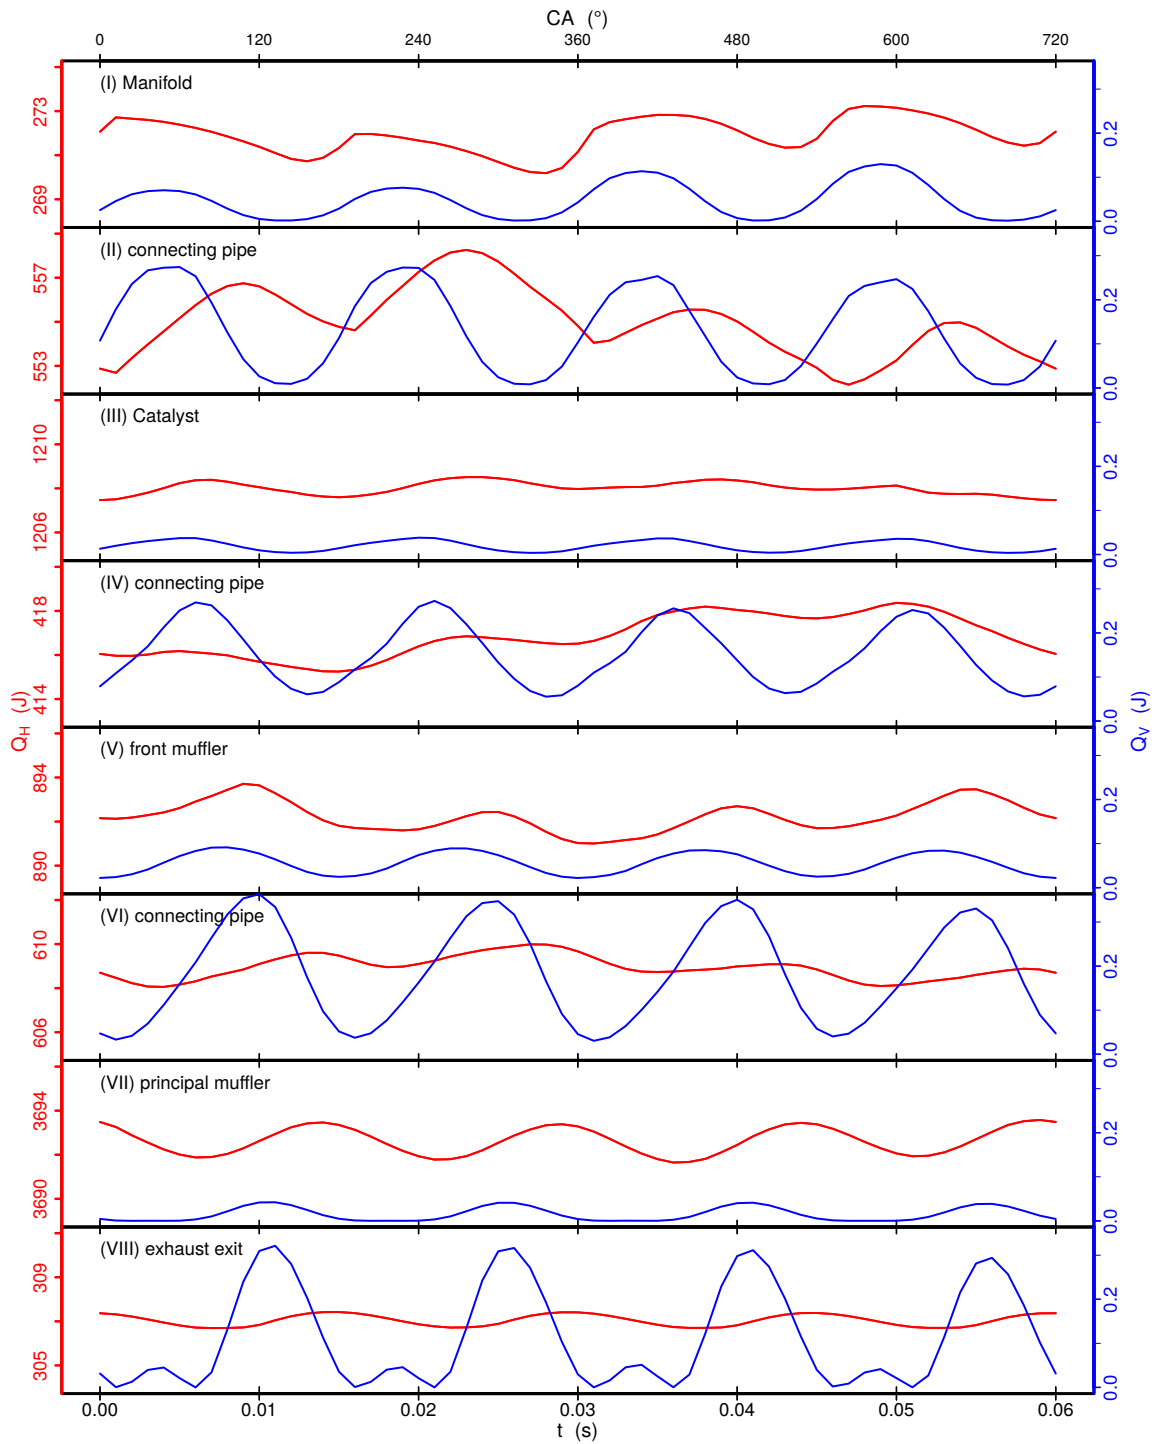 CA (°)
0 120 240 360 480 600 720
(I) Manifold
273
269
0.2
0.0
(II) connecting pipe
557
553
0.2
0.0
(III) Catalyst
1210
1206
0.2
0.0
(IV) connecting pipe
418
414
0.2
0.0
Q_H (J)
Q_V (J)
(V) front muffler
894
890
0.2
0.0
(VI) connecting pipe
610
606
0.2
0.0
(VII) principal muffler
3694
3690
0.2
0.0
(VIII) exhaust exit
309
305
0.2
0.0
0.00 0.01 0.02 0.03 0.04 0.05 0.06
t (s)